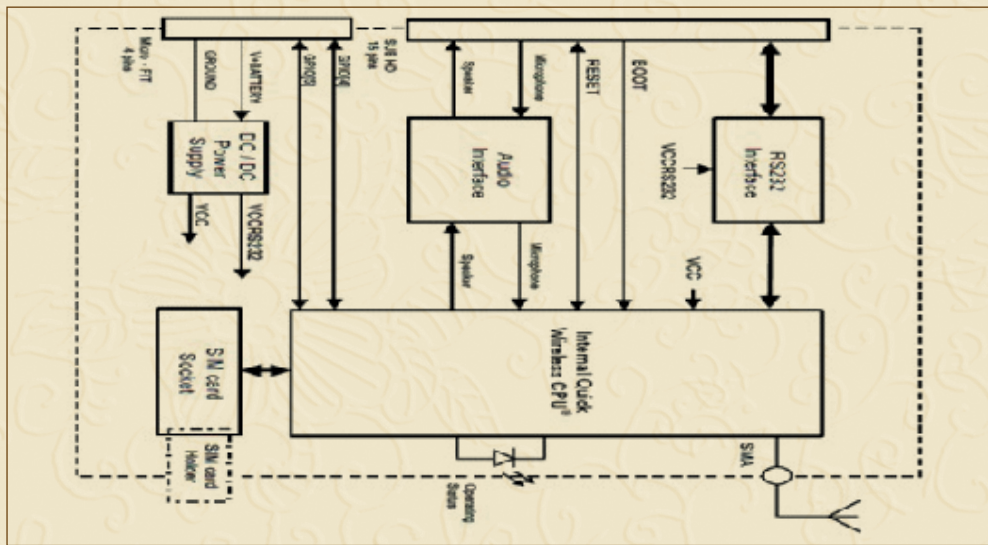 Micro - FIT
4 pins
SUB HD
15 pins
GROUND
V+BATTERY
Speaker
Microphone
RESET
BOOT
DC / DC
Power
Supply
Audio
Interface
RS232
Interface
VCCRS232
VCC
VCCRS232
Speaker
Microphone
VCC
SIM card
Socket
Internal Quick
Wireless CPU®
SIM card
Holder
Operating
Status
SMA